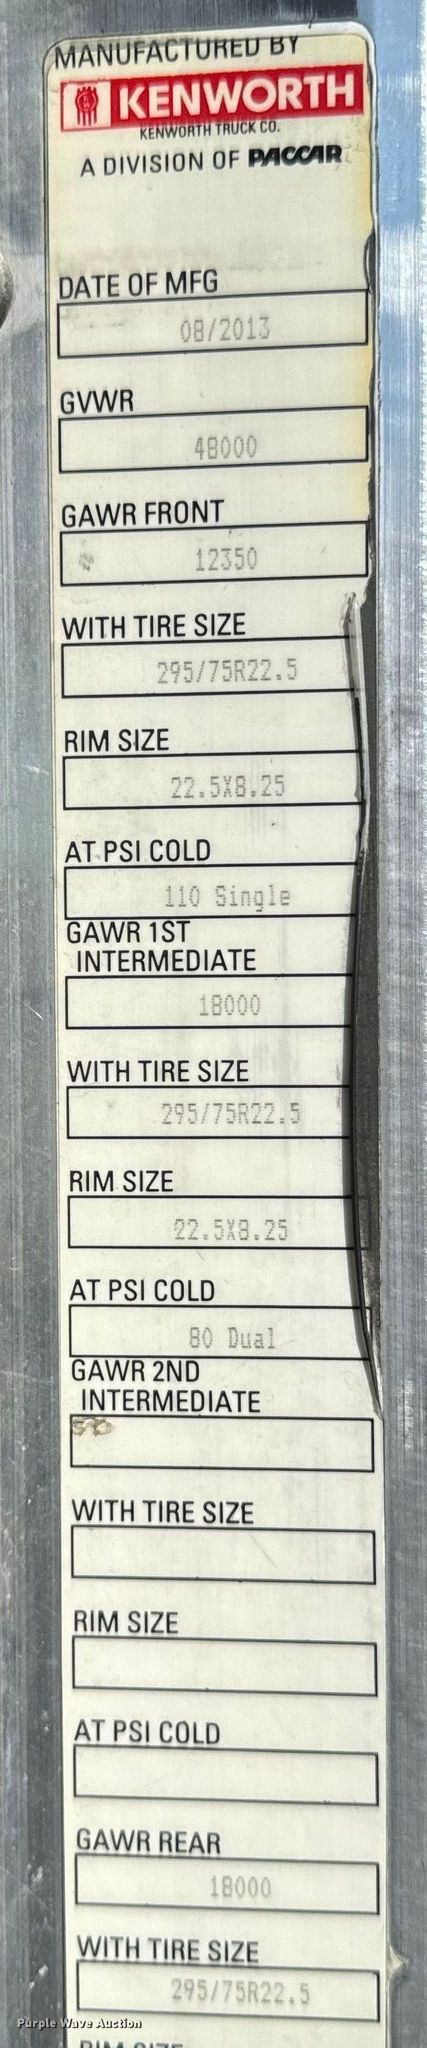 MANUFACTURED BY
KENWORTH
KENWORTH TRUCK CO.
A DIVISION OF PACCAR
DATE OF MFG
08/2013
GVWR
48000
GAWR FRONT
12350
WITH TIRE SIZE
295/75R22.5
RIM SIZE
22.5X8.25
AT PSI COLD
110 Single
GAWR 1ST
INTERMEDIATE
18000
WITH TIRE SIZE
295/75R22.5
RIM SIZE
22.5X8.25
AT PSI COLD
80 Dual
GAWR 2ND
INTERMEDIATE
WITH TIRE SIZE
RIM SIZE
AT PSI COLD
GAWR REAR
18000
WITH TIRE SIZE
295/75R22.5
Purple Wave Auction
RIM SIZE